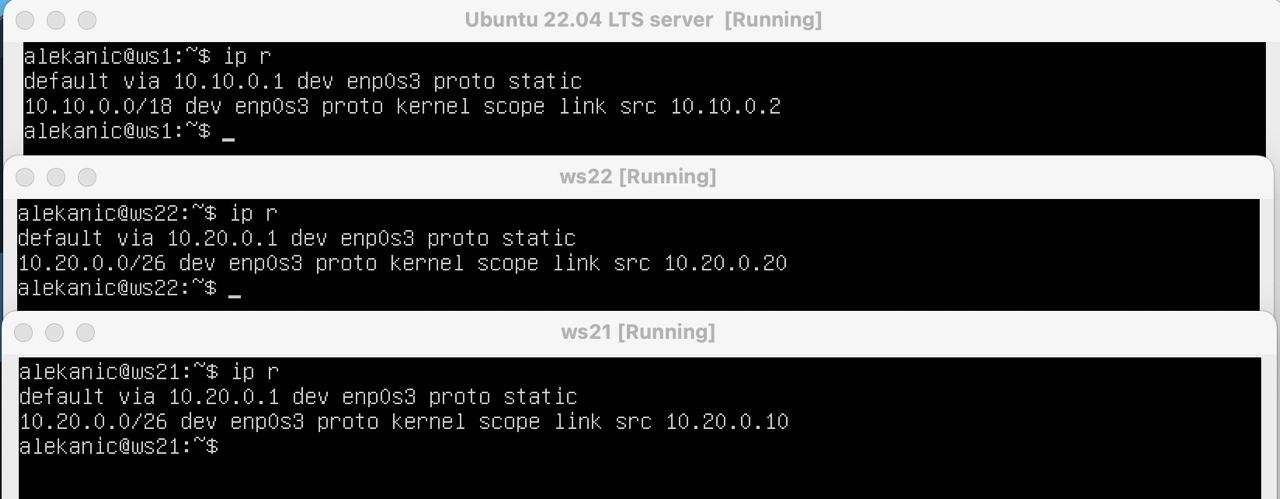 Ubuntu 22.04 LTS server [Running]
alekanic@ws1:~$ ip r
default via 10.10.0.1 dev enp0s3 proto static
10.10.0.0/18 dev enp0s3 proto kernel scope link src 10.10.0.2
alekanic@ws1:~$ _
ws22 [Running]
alekanic@ws22:~$ ip r
default via 10.20.0.1 dev enp0s3 proto static
10.20.0.0/26 dev enp0s3 proto kernel scope link src 10.20.0.20
alekanic@ws22:~$ _
ws21 [Running]
alekanic@ws21:~$ ip r
default via 10.20.0.1 dev enp0s3 proto static
10.20.0.0/26 dev enp0s3 proto kernel scope link src 10.20.0.10
alekanic@ws21:~$